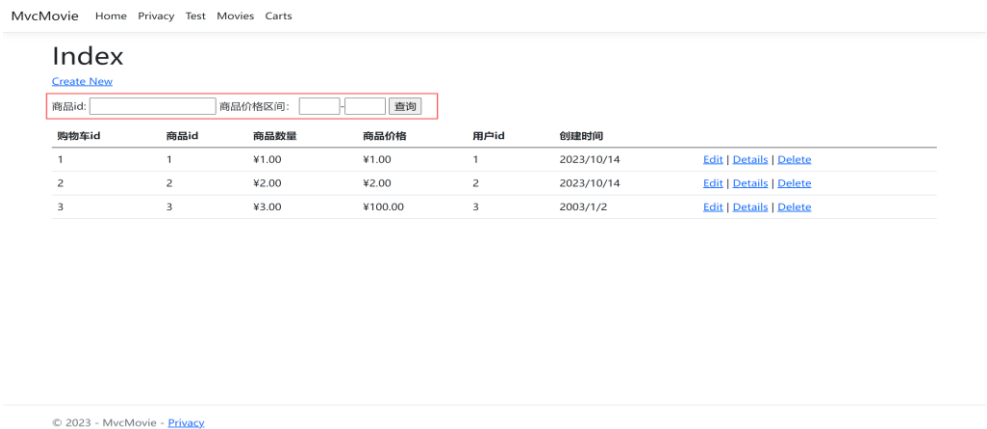 MvcMovie Home Privacy Test Movies Carts
Index
Create New
商品id: 商品价格区间： - 查询
购物车id 商品id 商品数量 商品价格 用户id 创建时间
1 1 ¥1.00 ¥1.00 1 2023/10/14 Edit | Details | Delete
2 2 ¥2.00 ¥2.00 2 2023/10/14 Edit | Details | Delete
3 3 ¥3.00 ¥100.00 3 2003/1/2 Edit | Details | Delete
© 2023 - MvcMovie - Privacy